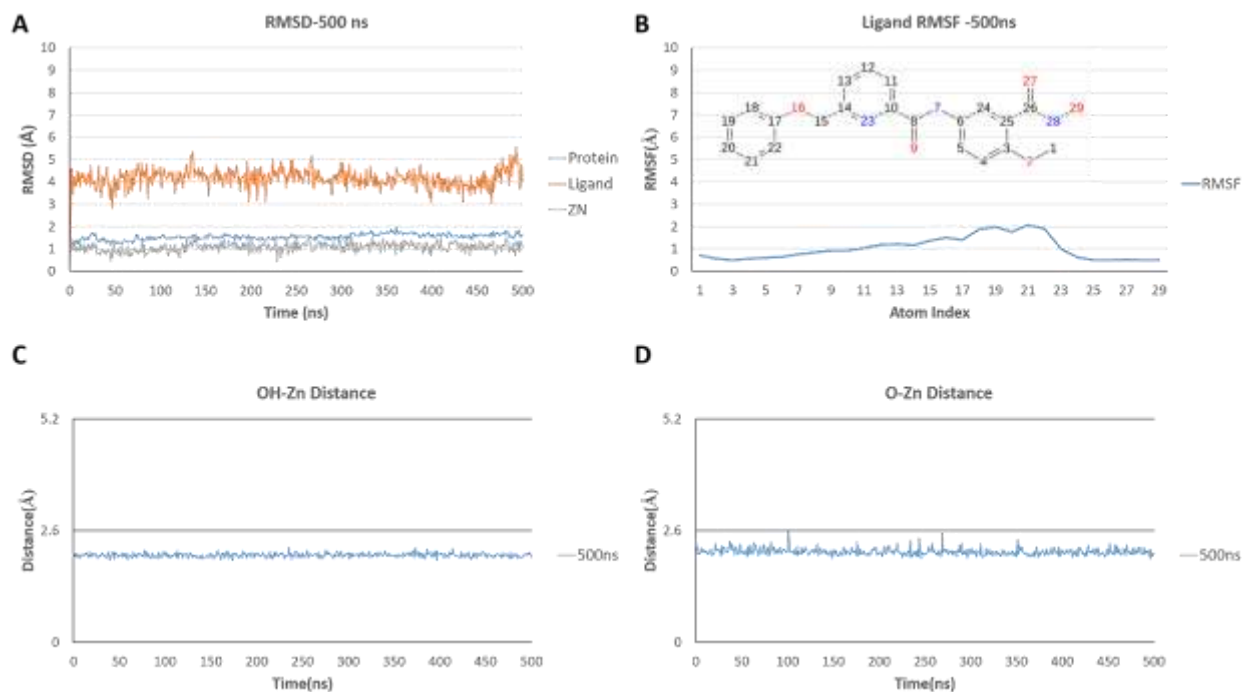 A
RMSD-500 ns
RMSD (Å)
10
9
8
7
6
5
4
3
2
1
0
0 50 100 150 200 250 300 350 400 450 500
Time (ns)
Protein
Ligand
ZN
B
Ligand RMSF -500ns
RMSF(Å)
10
9
8
7
6
5
4
3
2
1
0
12
13 11
14 10
23
18 16 7 24
19 17 15 8 6 25
20 22 9 5 3
21 4 2 1
27
26 29
28
1 3 5 7 9 11 13 15 17 19 21 23 25 27 29
Atom Index
RMSF
C
OH-Zn Distance
Distance(Å)
5.2
2.6
0
0 50 100 150 200 250 300 350 400 450 500
Time(ns)
500ns
D
O-Zn Distance
Distance(Å)
5.2
2.6
0
0 50 100 150 200 250 300 350 400 450 500
Time(ns)
500ns